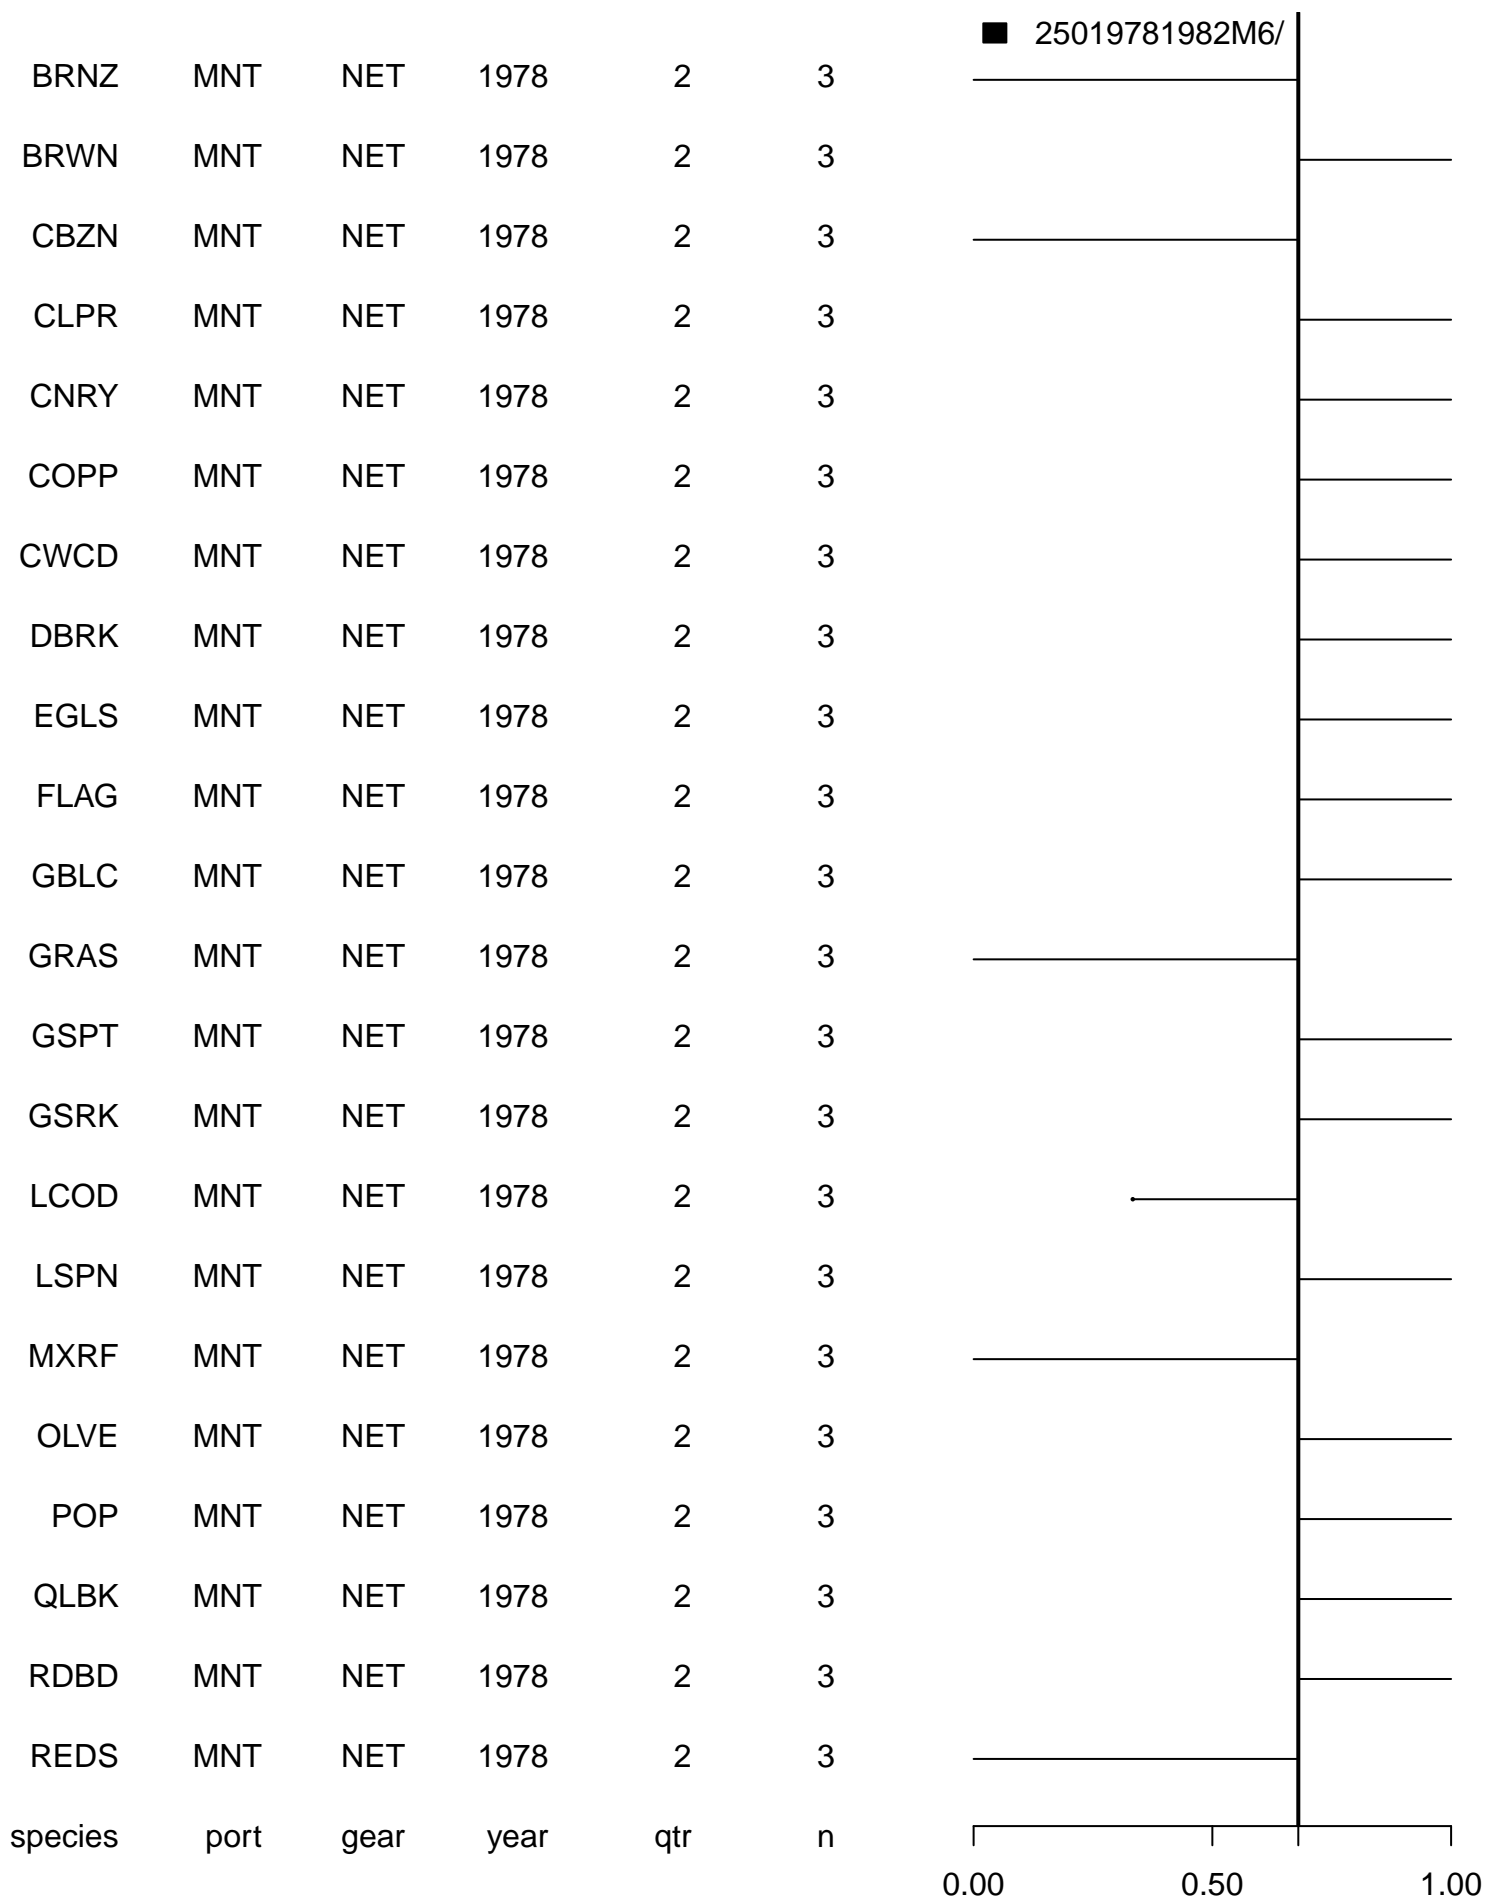 25019781982M6/
BRNZ MNT NET 1978 2 3
BRWN MNT NET 1978 2 3
CBZN MNT NET 1978 2 3
CLPR MNT NET 1978 2 3
CNRY MNT NET 1978 2 3
COPP MNT NET 1978 2 3
CWCD MNT NET 1978 2 3
DBRK MNT NET 1978 2 3
EGLS MNT NET 1978 2 3
FLAG MNT NET 1978 2 3
GBLC MNT NET 1978 2 3
GRAS MNT NET 1978 2 3
GSPT MNT NET 1978 2 3
GSRK MNT NET 1978 2 3
LCOD MNT NET 1978 2 3
LSPN MNT NET 1978 2 3
MXRF MNT NET 1978 2 3
OLVE MNT NET 1978 2 3
POP MNT NET 1978 2 3
QLBK MNT NET 1978 2 3
RDBD MNT NET 1978 2 3
REDS MNT NET 1978 2 3
species port gear year qtr n
0.00 0.50 1.00